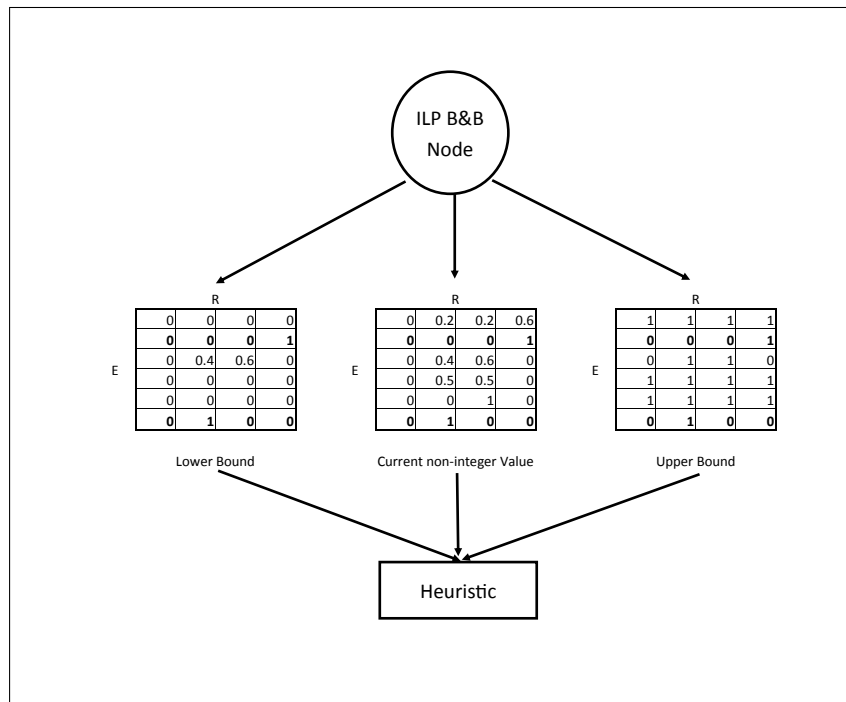 ILP B&B
Node
R
0 0 0 0
0 0 0 1
E
0 0.4 0.6 0
0 0 0 0
0 0 0 0
0 1 0 0
Lower Bound
R
0 0.2 0.2 0.6
0 0 0 1
E
0 0.4 0.6 0
0 0.5 0.5 0
0 0 1 0
0 1 0 0
Current non-integer Value
R
1 1 1 1
0 0 0 1
E
0 1 1 0
1 1 1 1
1 1 1 1
0 1 0 0
Upper Bound
Heuristic